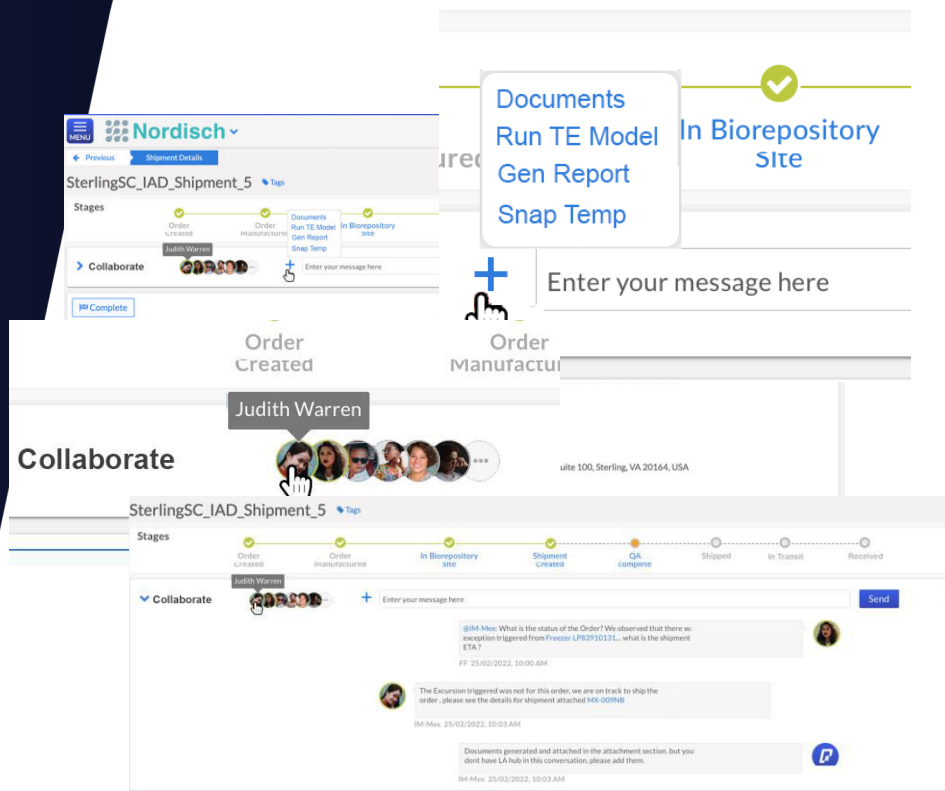 MENU
Nordisch
Previous
Shipment Details
SterlingSC_IAD_Shipment_5
Tags
Stages
Order
Created
Order
Manufactured
Documents
Run TE Model
Gen Report
Snap Temp
In Biorepository
Site
Judith Warren
Collaborate
Enter your message here
Complete
Documents
Run TE Model
Gen Report
Snap Temp
In Biorepository
Site
Enter your message here
Order
Created
Order
Manufactur
Judith Warren
Collaborate
uite 100, Sterling, VA 20164, USA
SterlingSC_IAD_Shipment_5
Tags
Stages
Order
Created
Order
Manufactured
In Biorepository
Site
Shipment
Created
QA
complete
Shipped
In Transit
Received
Judith Warren
Collaborate
Enter your message here
Send
@IM-Mex: What is the status of the Order? We observed that there w
exception triggered from Freezer LP83910131... what is the shipment
ETA ?
FF 25/02/2022, 10:00 AM
The Excursion triggered was not for this order, we are on track to ship the
order , please see the details for shipment attached MX-009NB
IM-Mex 25/02/2022, 10:03 AM
Documents generated and attached in the attachment section, but you
dont have LA hub in this conversation, please add them.
IM-Mex 25/02/2022, 10:03 AM